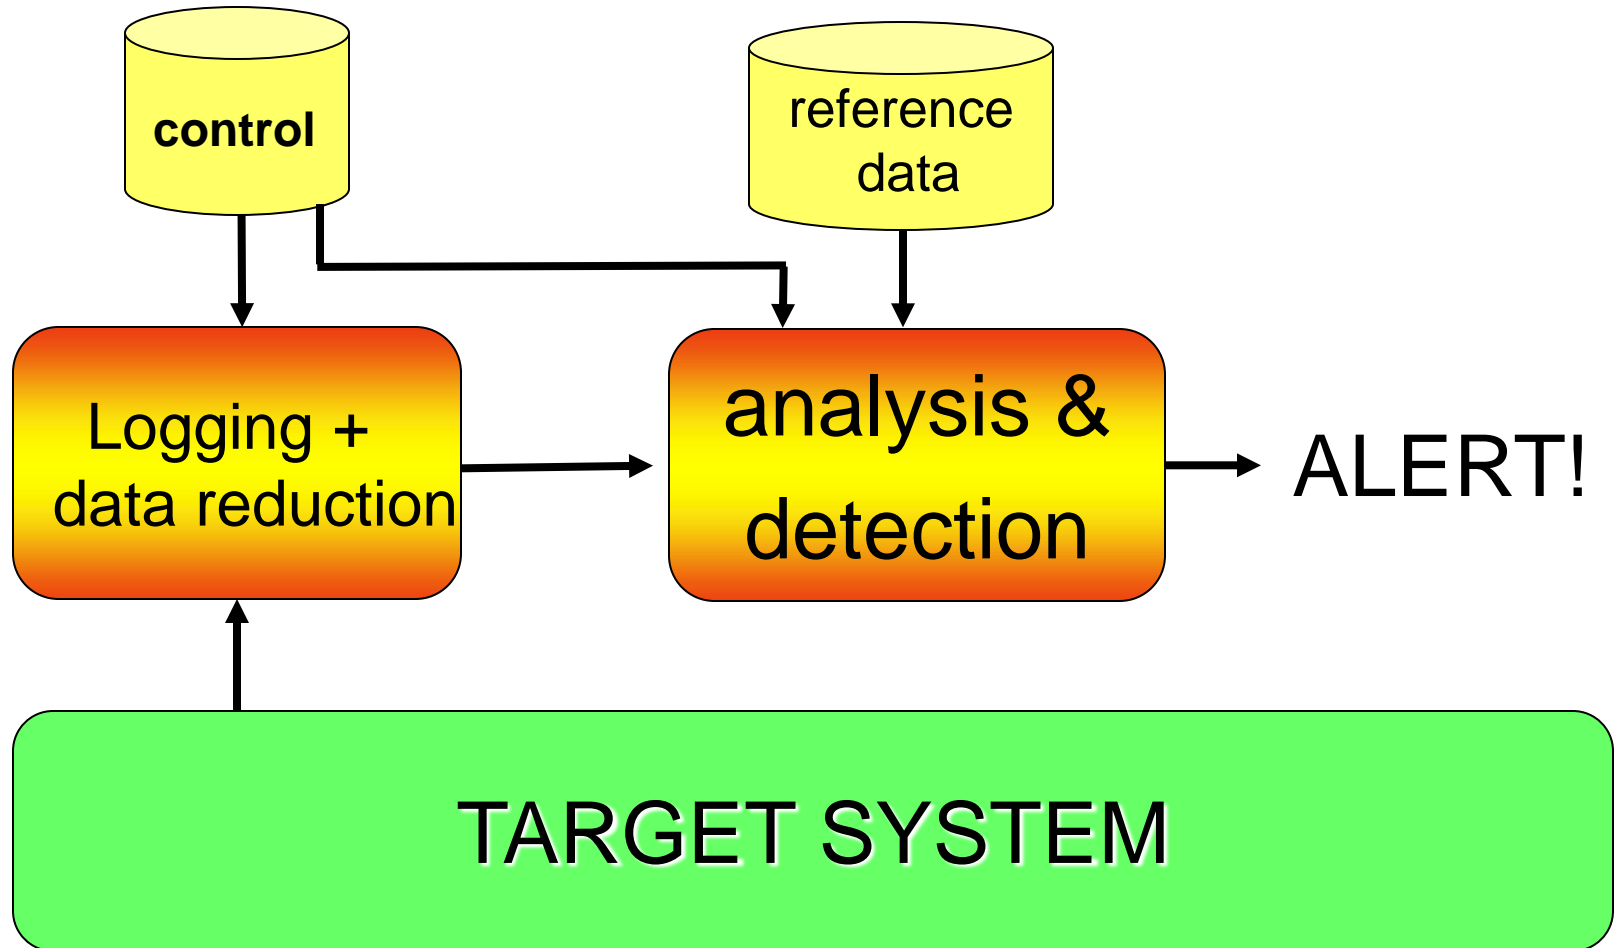 control
reference
data
Logging +
data reduction
analysis &
detection
ALERT!
TARGET SYSTEM